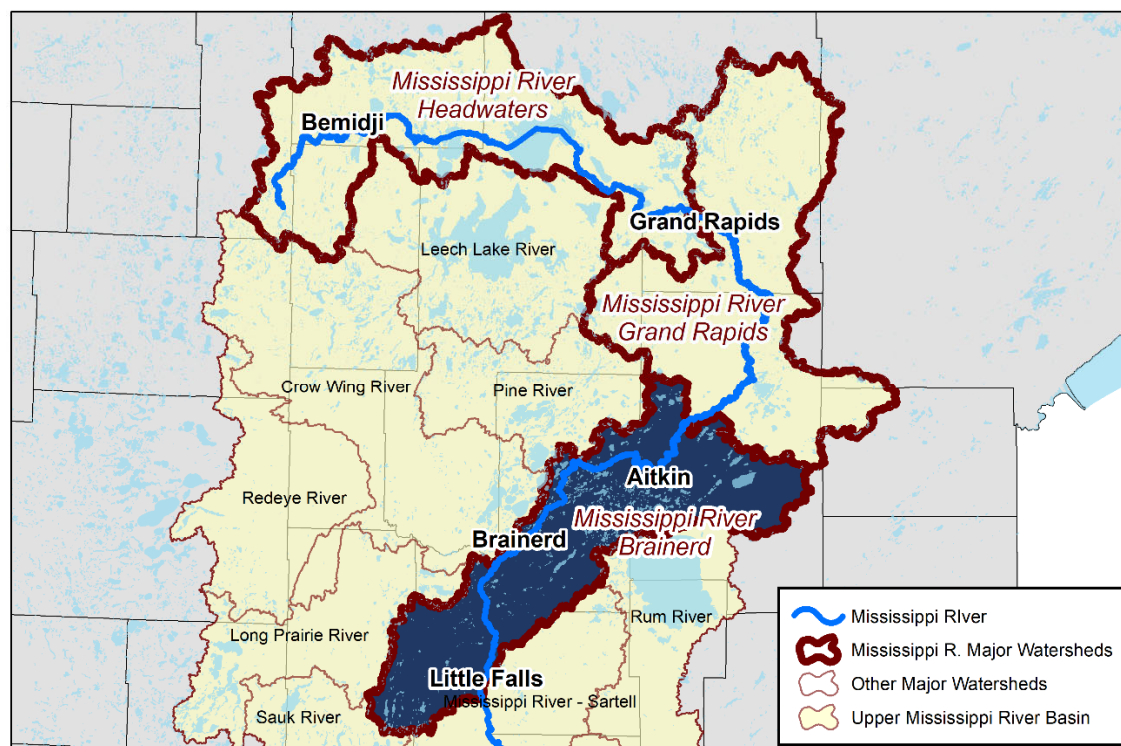 Mississippi River
Headwaters
Bemidji
Grand Rapids
Leech Lake River
Mississippi River
Grand Rapids
Crow Wing River
Pine River
Aitkin
Redeye River
Mississippi River
Brainerd
Brainerd
Rum River
Long Prairie River
Little Falls
Mississippi River - Sartell
Sauk River
Mississippi RIver
Mississippi R. Major Watersheds
Other Major Watersheds
Upper Mississippi River Basin